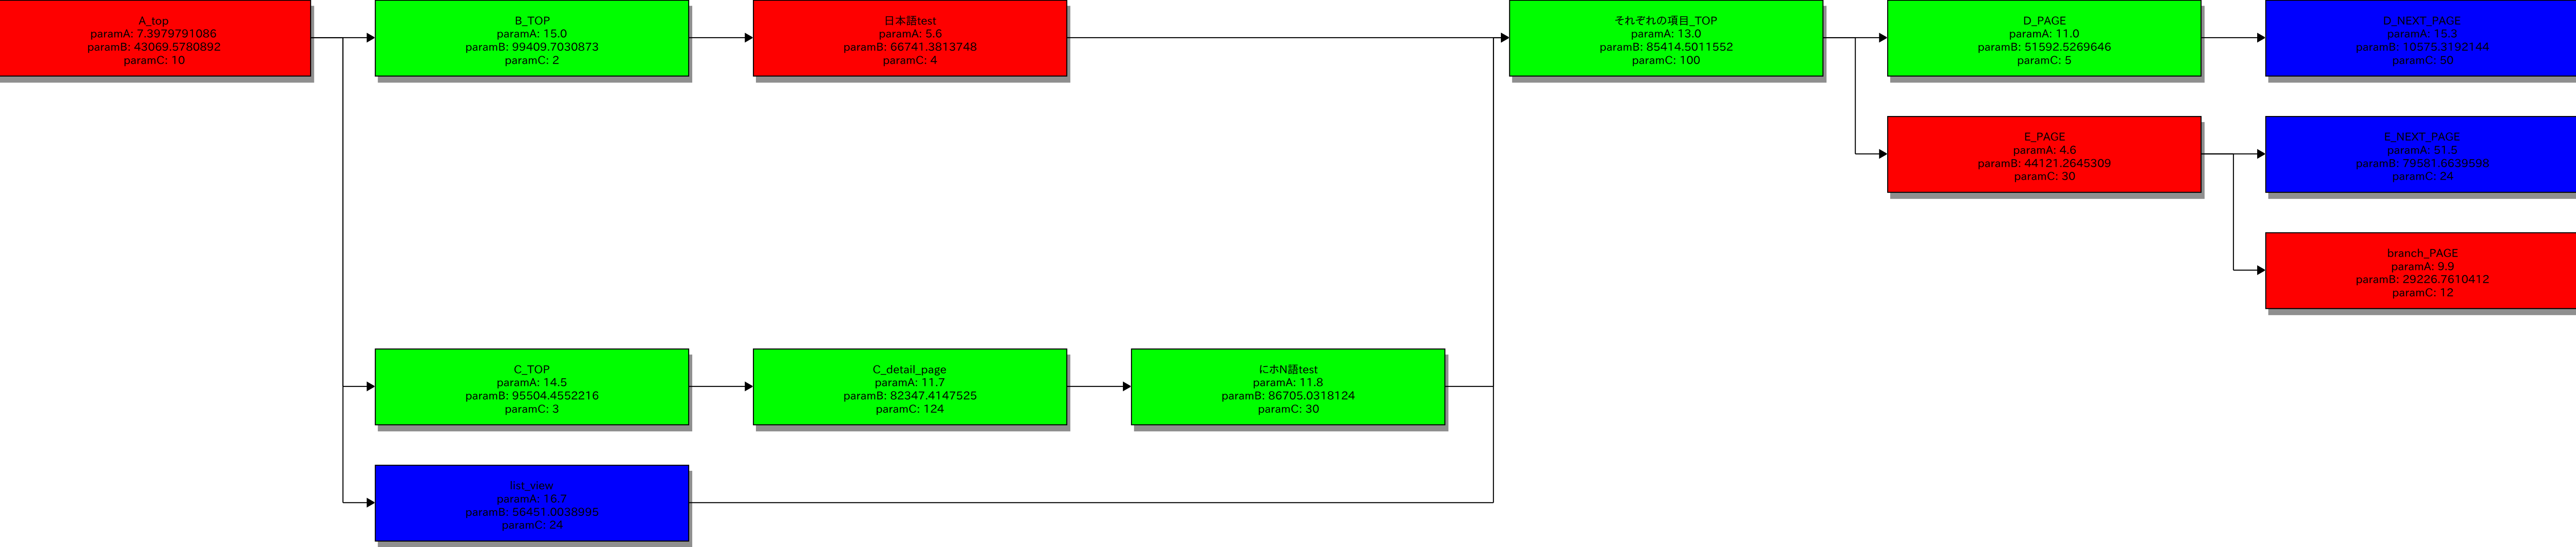 A_top
paramA: 7.3979791086
paramB: 43069.5780892
paramC: 10
B_TOP
paramA: 15.0
paramB: 99409.7030873
paramC: 2
日本語test
paramA: 5.6
paramB: 66741.3813748
paramC: 4
それぞれの項目_TOP
paramA: 13.0
paramB: 85414.5011552
paramC: 100
D_PAGE
paramA: 11.0
paramB: 51592.5269646
paramC: 5
D_NEXT_PAGE
paramA: 15.3
paramB: 10575.3192144
paramC: 50
E_PAGE
paramA: 4.6
paramB: 44121.2645309
paramC: 30
E_NEXT_PAGE
paramA: 51.5
paramB: 79581.6639598
paramC: 24
branch_PAGE
paramA: 9.9
paramB: 29226.7610412
paramC: 12
C_TOP
paramA: 14.5
paramB: 95504.4552216
paramC: 3
C_detail_page
paramA: 11.7
paramB: 82347.4147525
paramC: 124
にホN語test
paramA: 11.8
paramB: 86705.0318124
paramC: 30
list_view
paramA: 16.7
paramB: 56451.0038995
paramC: 24